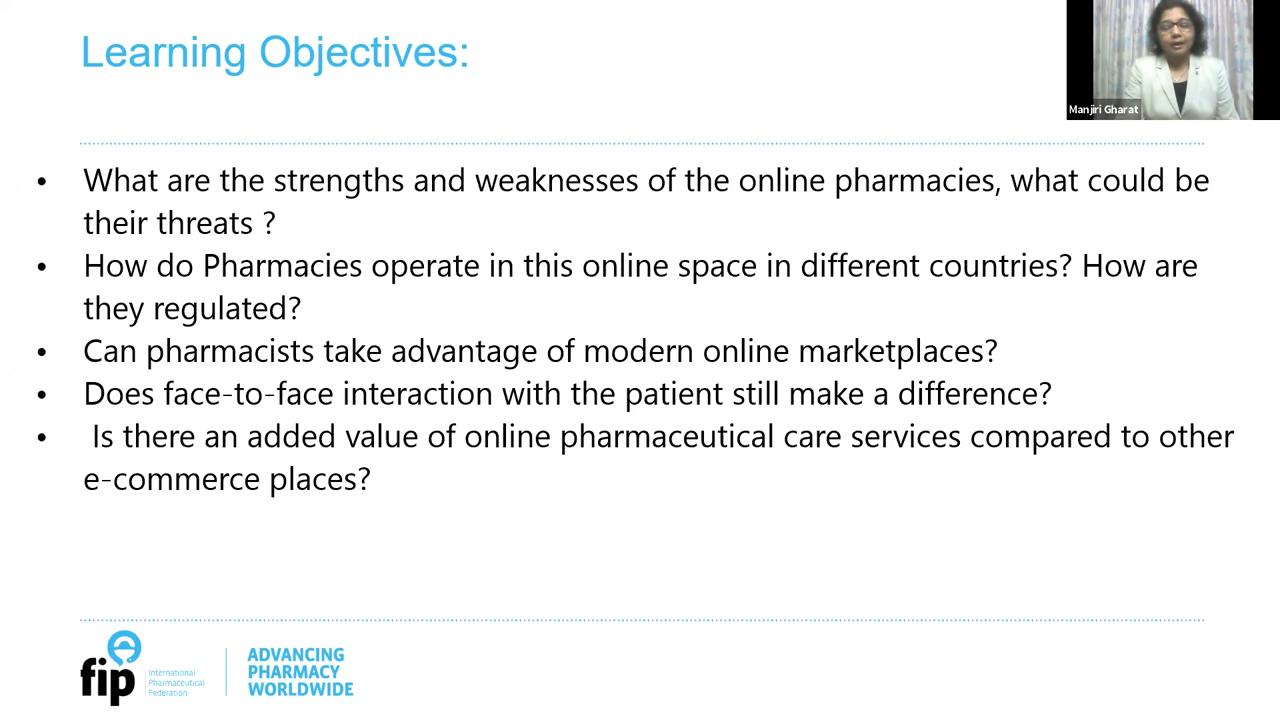 Learning Objectives:
Manjiri Gharat
• What are the strengths and weaknesses of the online pharmacies, what could be
their threats ?
• How do Pharmacies operate in this online space in different countries? How are
they regulated?
• Can pharmacists take advantage of modern online marketplaces?
• Does face-to-face interaction with the patient still make a difference?
• Is there an added value of online pharmaceutical care services compared to other
e-commerce places?
fip
International
Pharmaceutical
Federation
ADVANCING
PHARMACY
WORLDWIDE